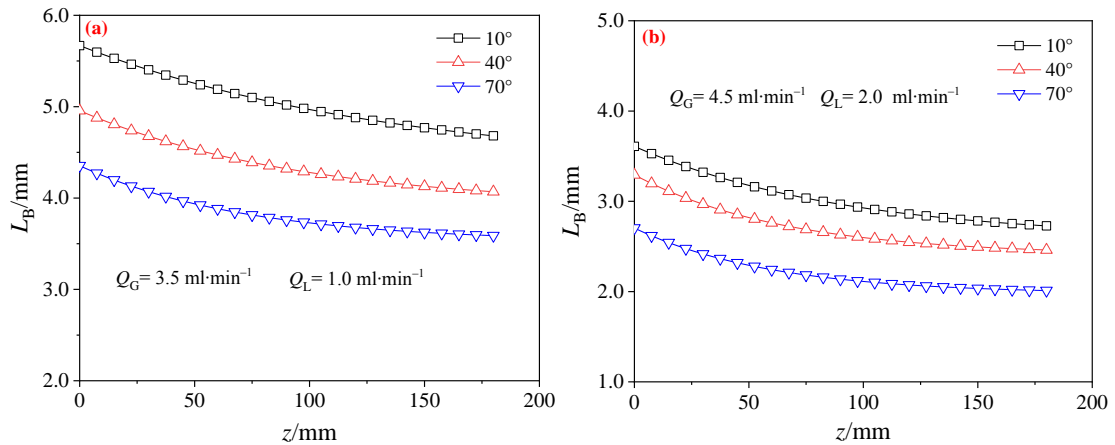 (a)
10°
40°
70°
Q_G= 3.5 ml·min⁻¹ Q_L= 1.0 ml·min⁻¹
6.0
5.0
4.0
3.0
2.0
L_B/mm
0 50 100 150 200
z/mm
(b)
10°
40°
70°
Q_G= 4.5 ml·min⁻¹ Q_L= 2.0 ml·min⁻¹
5.0
4.0
3.0
2.0
1.0
L_B/mm
0 50 100 150 200
z/mm